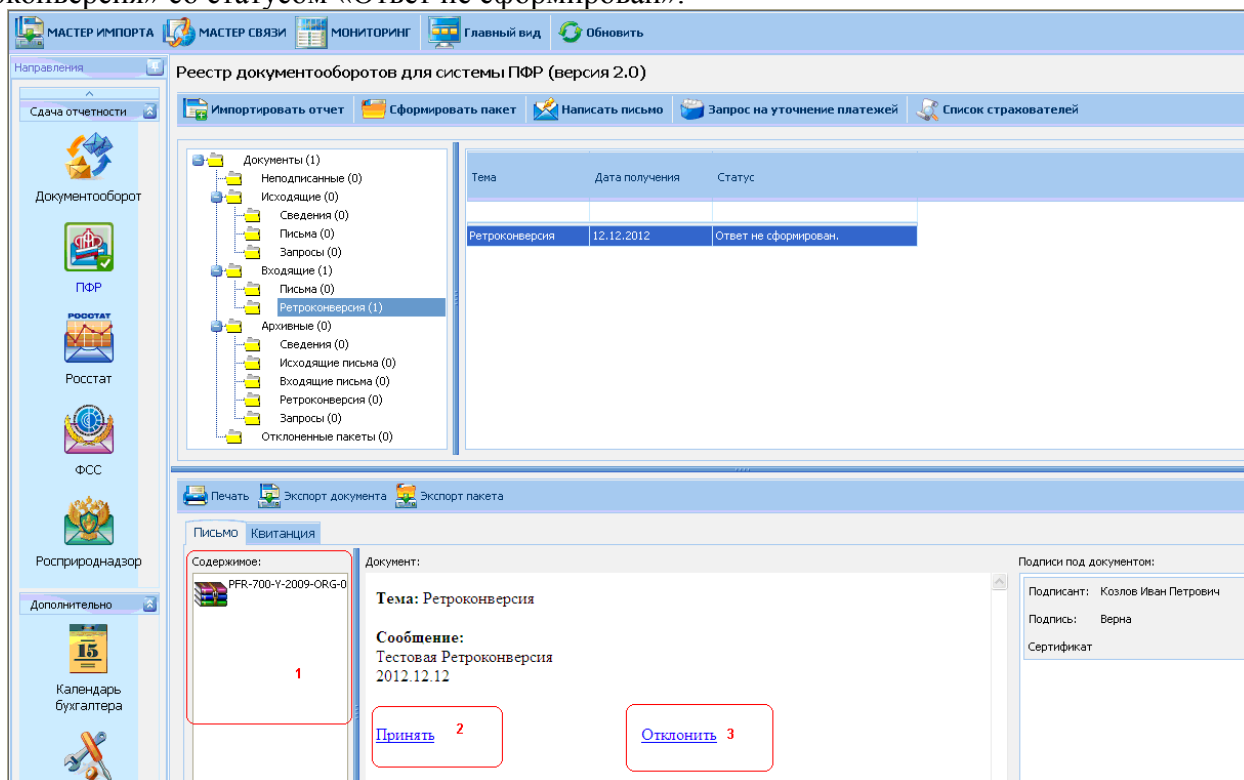 «конверсия» со статусом «Ответ не сформирован».
МАСТЕР ИМПОРТА МАСТЕР СВЯЗИ МОНИТОРИНГ Главный вид Обновить
Направления
Реестр документооборотов для системы ПФР (версия 2.0)
Сдача отчетности
Импортировать отчет Сформировать пакет Написать письмо Запрос на уточнение платежей Список страхователей
Документооборот
ПФР
РОССТАТ
Росстат
ФСС
Росприроднадзор
Дополнительно
15
Календарь
бухгалтера
Документы (1)
Неподписанные (0)
Исходящие (0)
Сведения (0)
Письма (0)
Запросы (0)
Входящие (1)
Письма (0)
Ретроконверсия (1)
Архивные (0)
Сведения (0)
Исходящие письма (0)
Входящие письма (0)
Ретроконверсия (0)
Запросы (0)
Отклоненные пакеты (0)
Тема Дата получения Статус
Ретроконверсия 12.12.2012 Ответ не сформирован.
Печать Экспорт документа Экспорт пакета
Письмо Квитанция
Содержимое:
PFR-700-Y-2009-ORG-0
1
Документ:
Тема: Ретроконверсия
Сообщение:
Тестовая Ретроконверсия
2012.12.12
Принять 2
Отклонить 3
Подписи под документом:
Подписант: Козлов Иван Петрович
Подпись: Верна
Сертификат